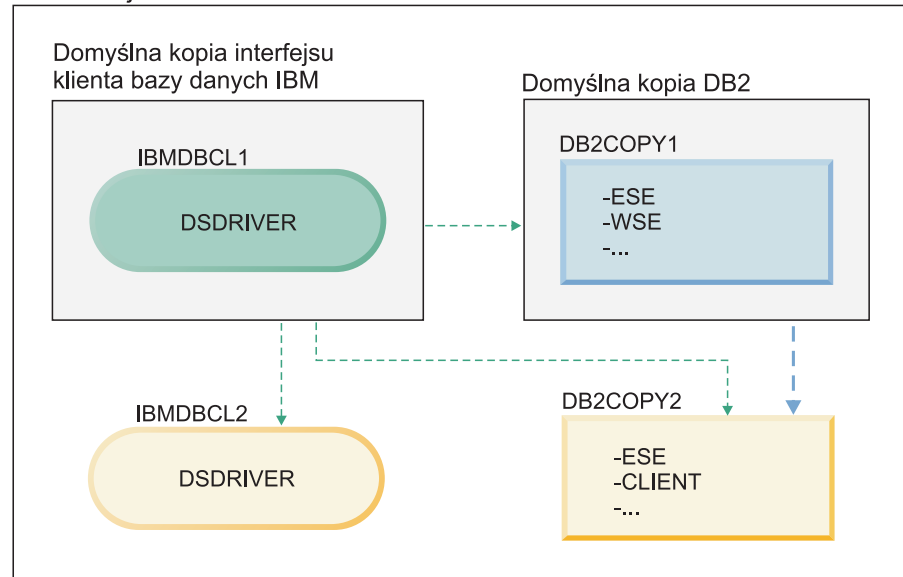 Domyślna kopia interfejsu
klienta bazy danych IBM
IBMDBCL1
DSDRIVER
Domyślna kopia DB2
DB2COPY1
-ESE
-WSE
-...
IBMDBCL2
DSDRIVER
DB2COPY2
-ESE
-CLIENT
-...